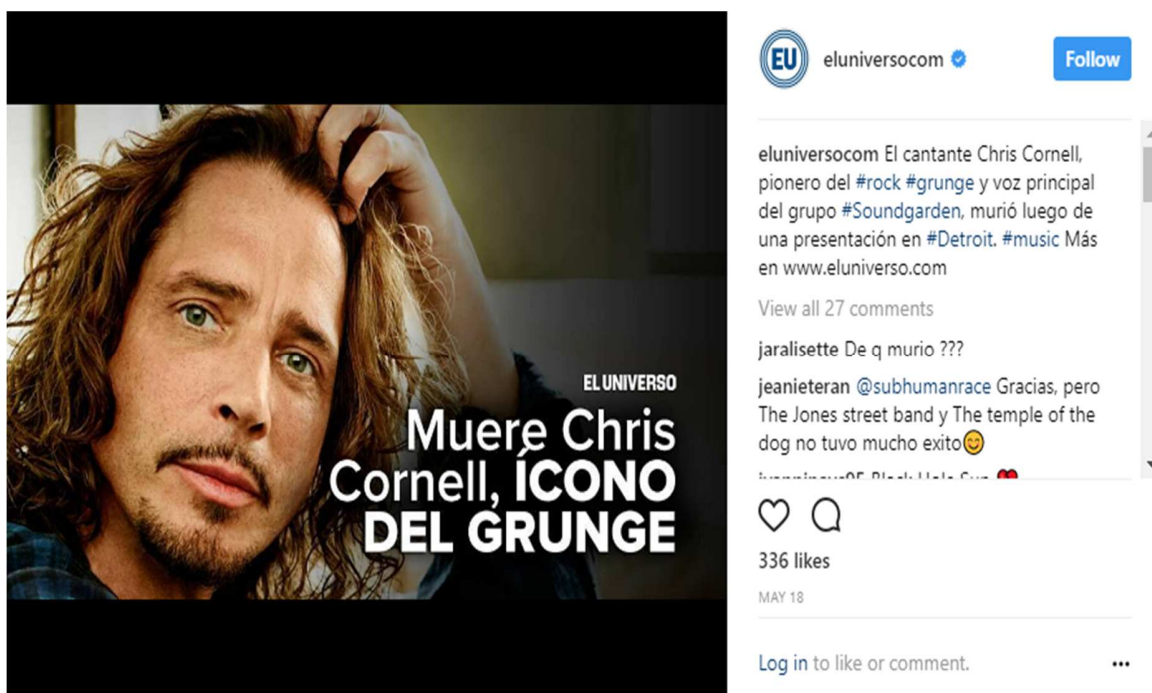 EL UNIVERSO
Muere Chris
Cornell, ÍCONO
DEL GRUNGE
EU
eluniversocom
Follow
eluniversocom El cantante Chris Cornell,
pionero del #rock #grunge y voz principal
del grupo #Soundgarden, murió luego de
una presentación en #Detroit. #music Más
en www.eluniverso.com
View all 27 comments
jaralisette De q murio ???
jeanieteran @subhumanrace Gracias, pero
The Jones street band y The temple of the
dog no tuvo mucho exito😊
Black Hole Sun
336 likes
MAY 18
Log in to like or comment.